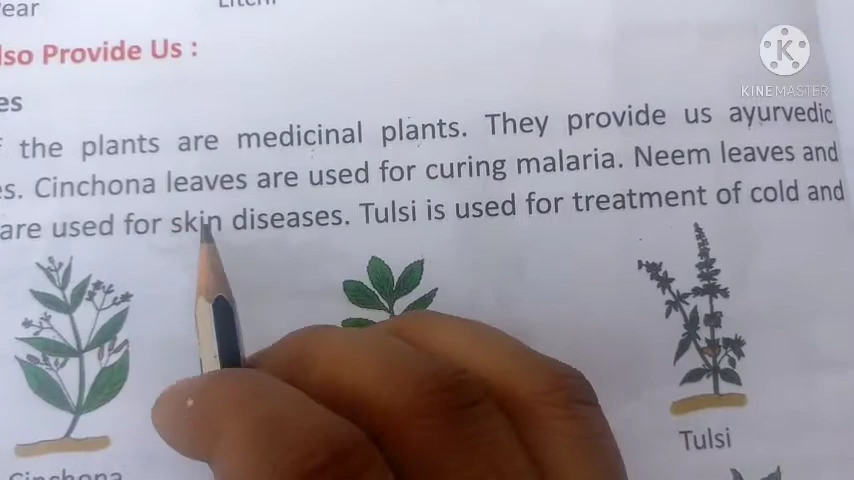 ear
KINEMASTER
lso Provide Us :
es
the plants are medicinal plants. They provide us ayurvedic
es. Cinchona leaves are used for curing malaria. Neem leaves and
are used for skin diseases. Tulsi is used for treatment of cold and
Tulsi
Cinchona